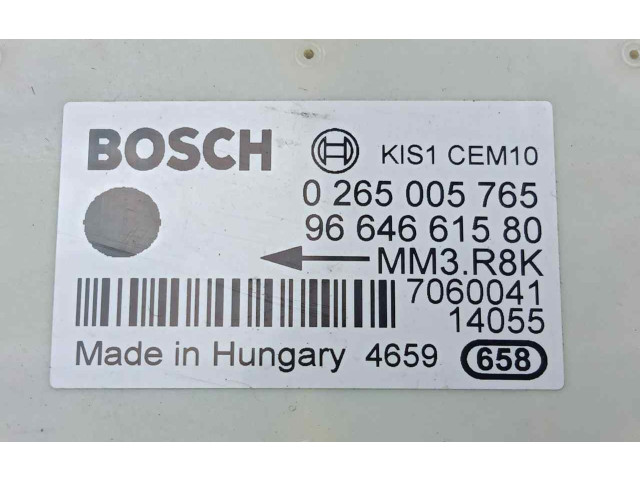 BOSCH KIS1 CEM10
0 265 005 765
96 646 615 80
MM3.R8K
7060041
14055
Made in Hungary 4659 658